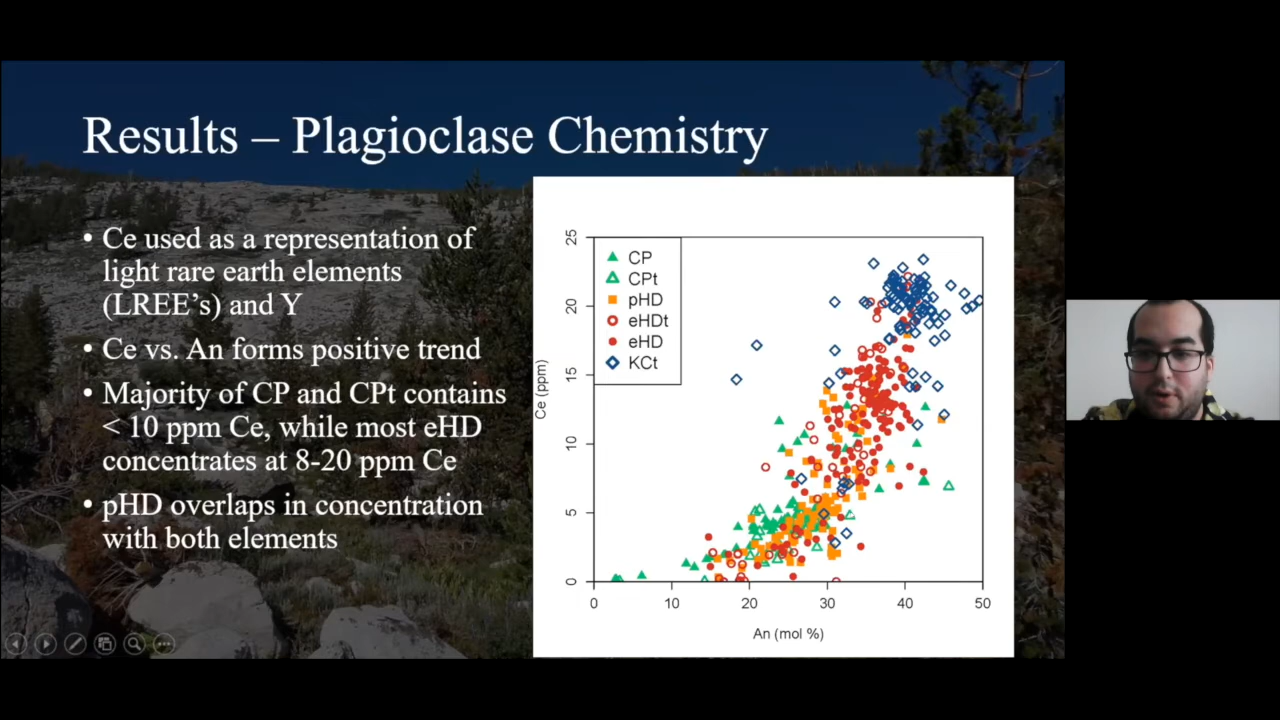 Results – Plagioclase Chemistry
• Ce used as a representation of
light rare earth elements
(LREE’s) and Y
• Ce vs. An forms positive trend
• Majority of CP and CPt contains
< 10 ppm Ce, while most eHD
concentrates at 8-20 ppm Ce
• pHD overlaps in concentration
with both elements
CP
CPt
pHD
eHDt
eHD
KCt
Ce (ppm)
25
20
15
10
5
0
0 10 20 30 40 50
An (mol %)